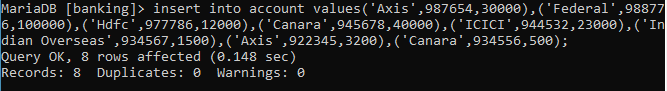 MariaDB [banking]> insert into account values('Axis',987654,30000),('Federal',98877
6,100000),('Hdfc',977786,12000),('Canara',945678,40000),('ICICI',944532,23000),('In
dian Overseas',934567,1500),('Axis',922345,3200),('Canara',934556,500);
Query OK, 8 rows affected (0.148 sec)
Records: 8  Duplicates: 0  Warnings: 0